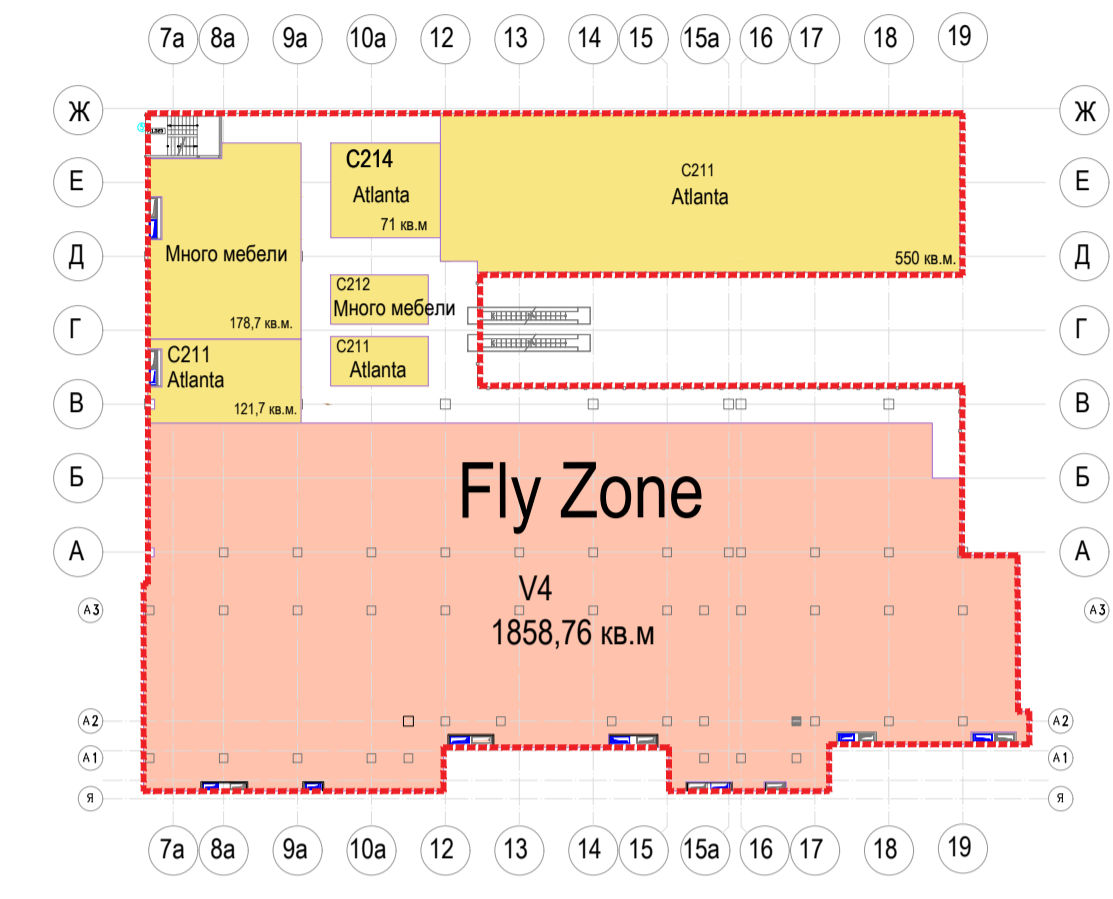 7а 8а 9а 10а 12 13 14 15 15а 16 17 18 19
Ж Ж
С214
С211
Е Е
Atlanta
Atlanta
71 кв.м
Д Много мебели 550 кв.м. Д
С212
Много мебели
178,7 кв.м.
Г Г
С211
С211
Atlanta
Atlanta
В 121,7 кв.м. В
Б Fly Zone Б
А А
V4
А3 А3
1858,76 кв.м
А2 А2
А1 А1
Я Я
7а 8а 9а 10а 12 13 14 15 15а 16 17 18 19